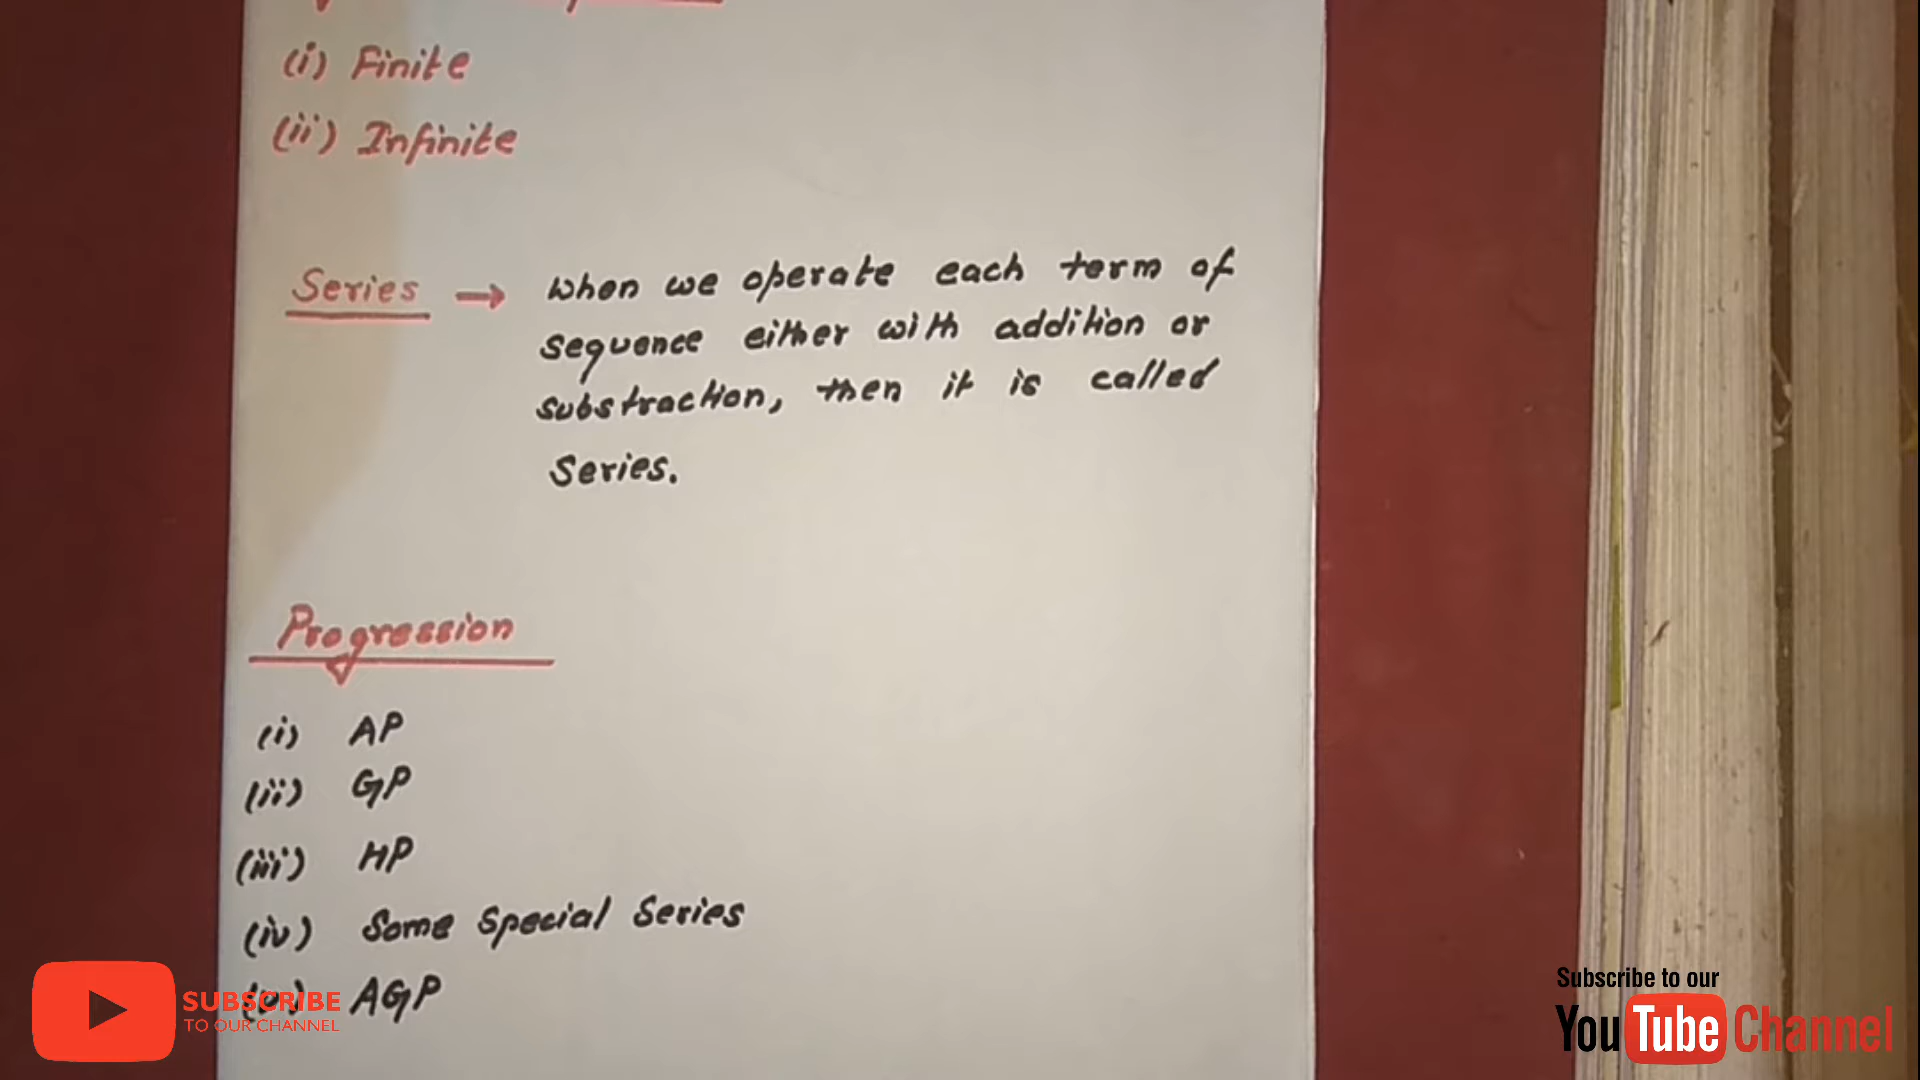 (i) Finite
(ii) Infinite
Series → When we operate each term of
sequence either with addition or
substraction, then it is called
Series.
Progression
(i) AP
(ii) GP
(iii) HP
(iv) Some Special Series
(v) AGP
SUBSCRIBE
TO OUR CHANNEL
Subscribe to our
YouTube Channel